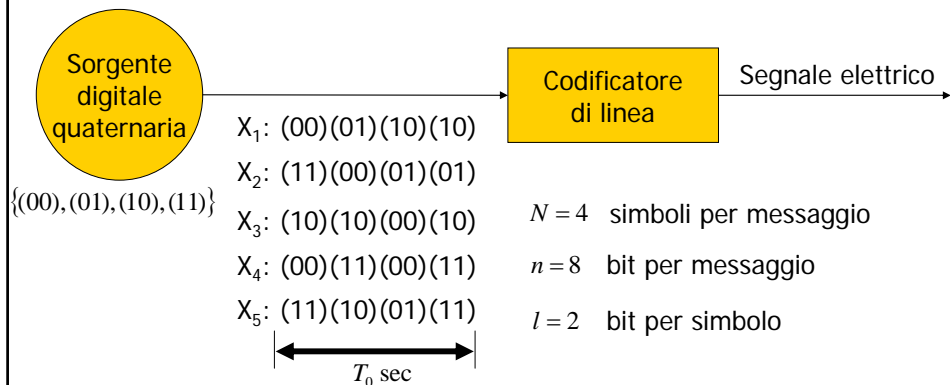 Sorgente
digitale
quaternaria
{(00),(01),(10),(11)}
X₁: (00)(01)(10)(10)
X₂: (11)(00)(01)(01)
X₃: (10)(10)(00)(10)
X₄: (00)(11)(00)(11)
X₅: (11)(10)(01)(11)
T₀ sec
Codificatore
di linea
Segnale elettrico
N = 4 simboli per messaggio
n = 8 bit per messaggio
l = 2 bit per simbolo